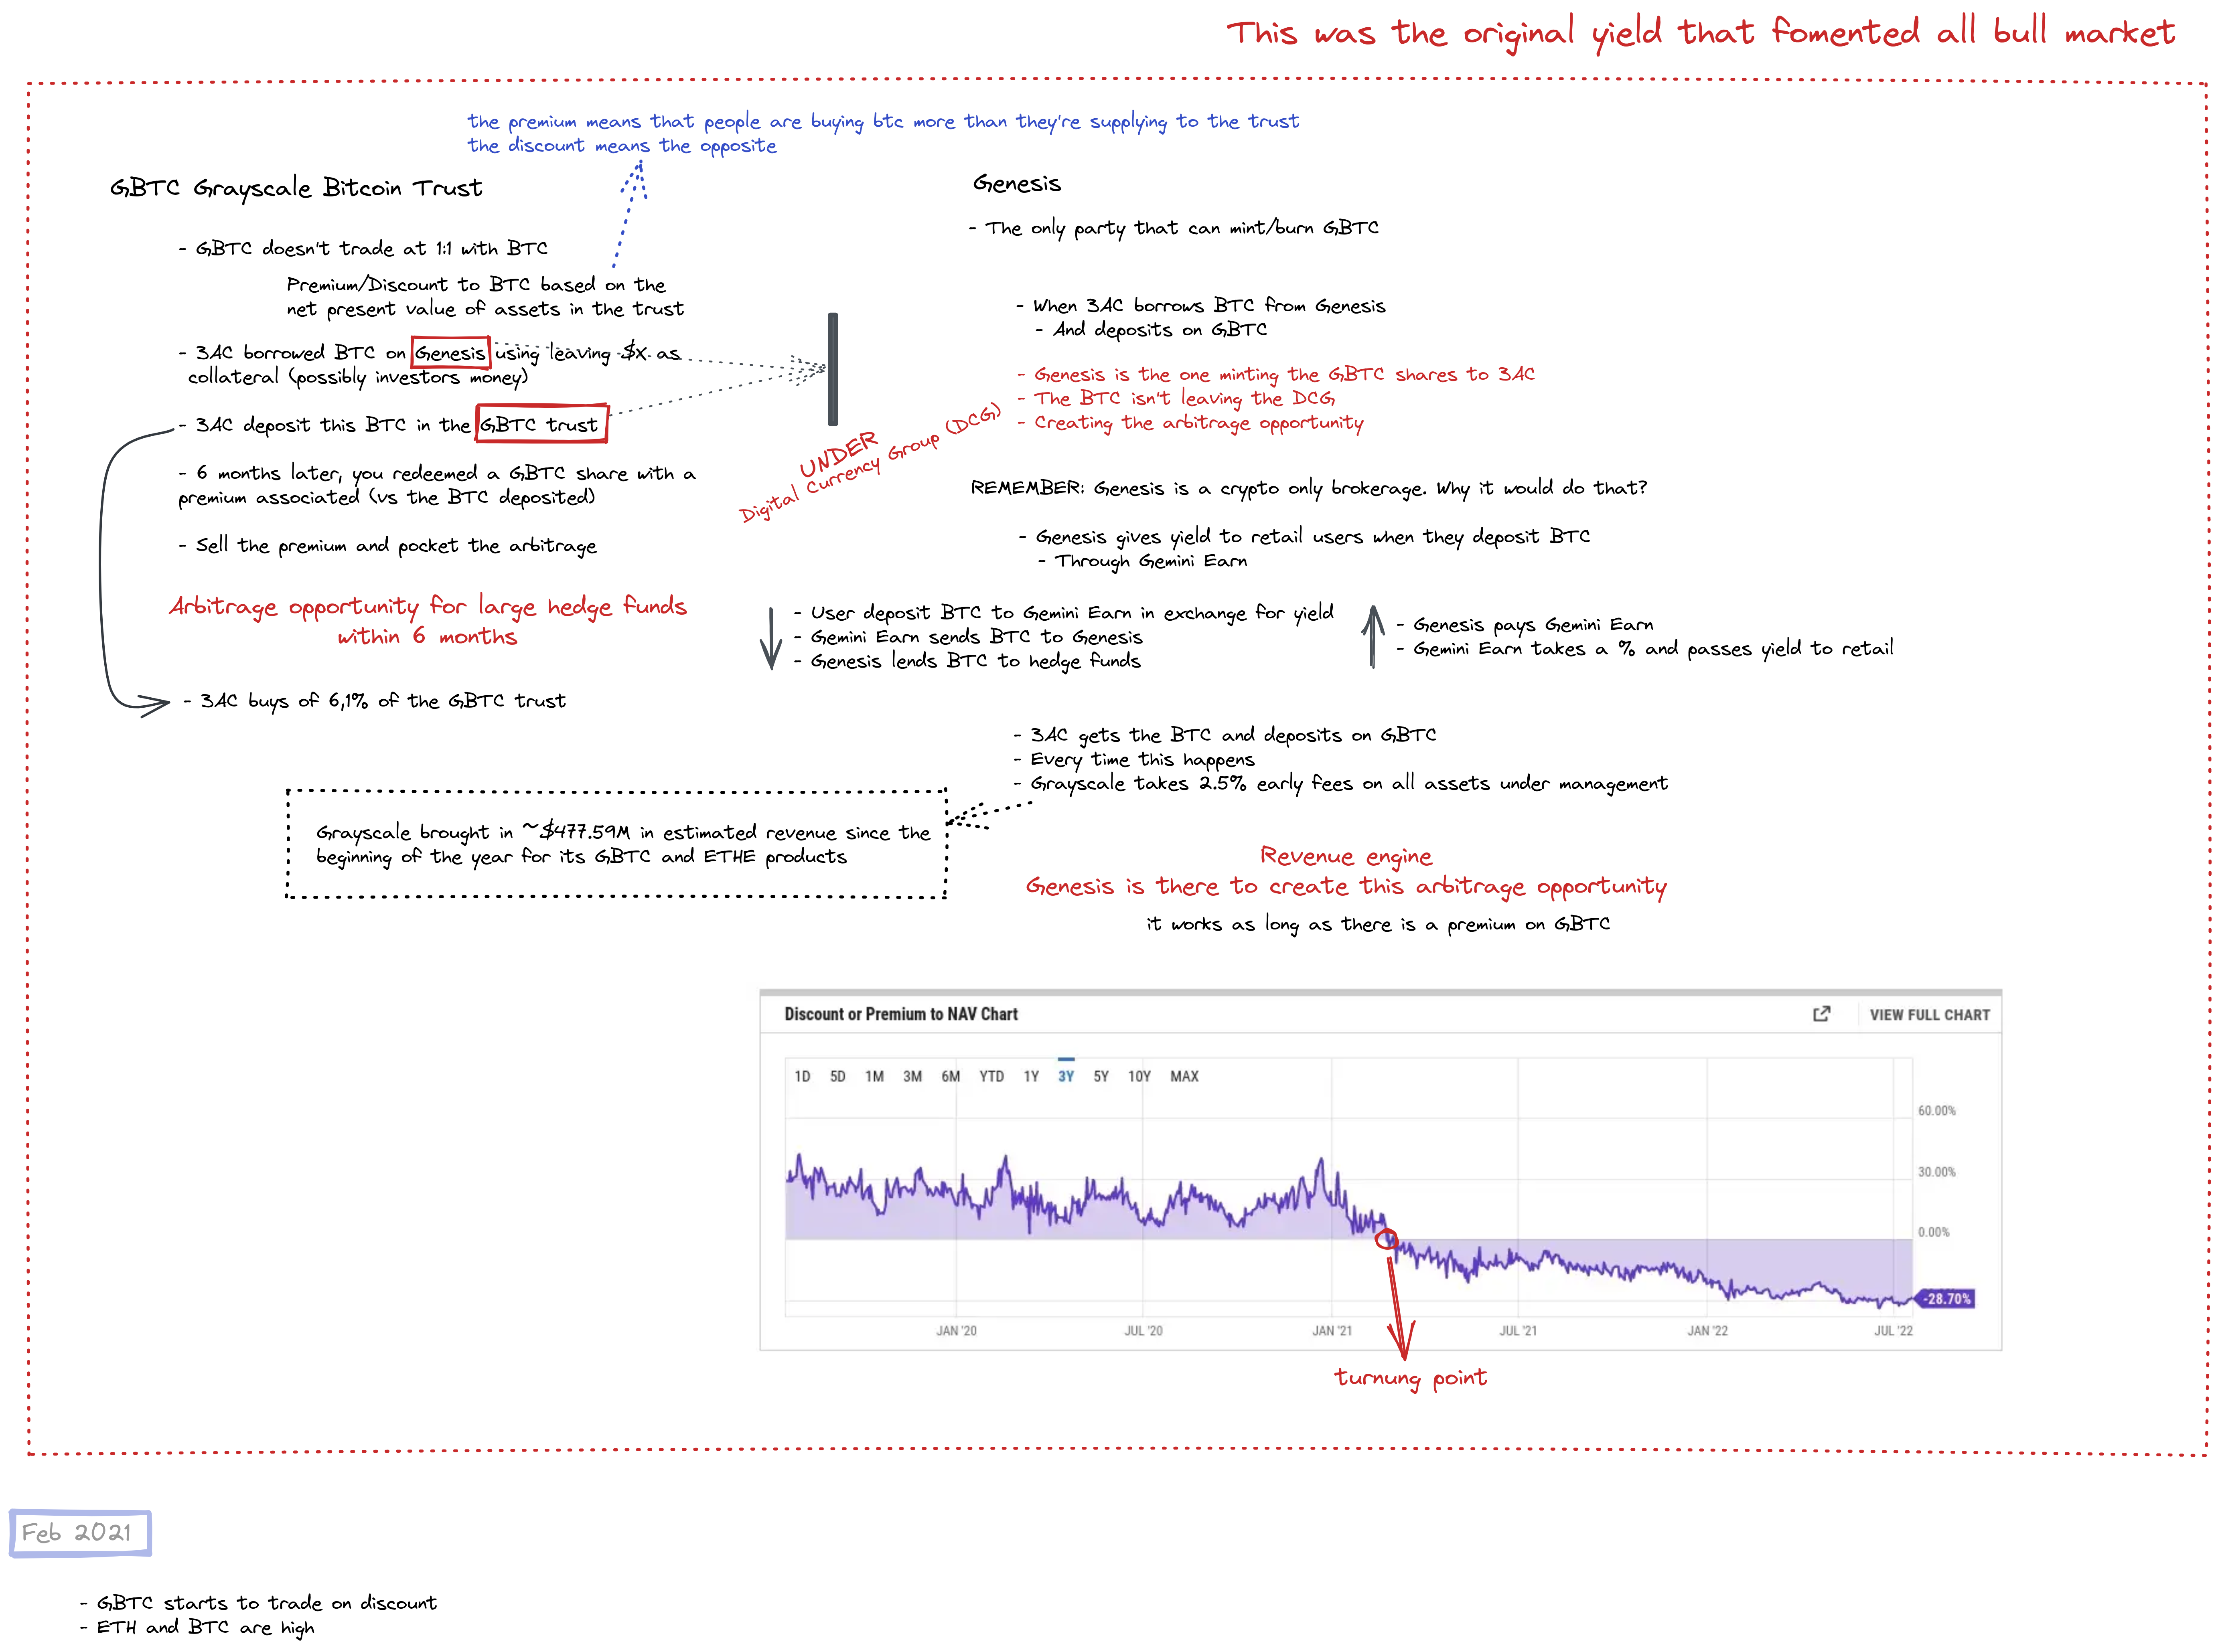 This was the original yield that fomented all bull market
the premium means that people are buying btc more than they're supplying to the trust
the discount means the opposite
GBTC Grayscale Bitcoin Trust
- GBTC doesn't trade at 1:1 with BTC
Premium/Discount to BTC based on the
net present value of assets in the trust
- 3AC borrowed BTC on Genesis using leaving $X as
collateral (possibly investors money)
- 3AC deposit this BTC in the GBTC trust
- 6 months later, you redeemed a GBTC share with a
premium associated (vs the BTC deposited)
- Sell the premium and pocket the arbitrage
Arbitrage opportunity for large hedge funds
within 6 months
- 3AC buys of 6,1% of the GBTC trust
UNDER
Digital Currency Group (DCG)
Genesis
- The only party that can mint/burn GBTC
- When 3AC borrows BTC from Genesis
- And deposits on GBTC
- Genesis is the one minting the GBTC shares to 3AC
- The BTC isn't leaving the DCG
- Creating the arbitrage opportunity
REMEMBER: Genesis is a crypto only brokerage. Why it would do that?
- Genesis gives yield to retail users when they deposit BTC
- Through Gemini Earn
- User deposit BTC to Gemini Earn in exchange for yield
- Gemini Earn sends BTC to Genesis
- Genesis lends BTC to hedge funds
- Genesis pays Gemini Earn
- Gemini Earn takes a % and passes yield to retail
- 3AC gets the BTC and deposits on GBTC
- Every time this happens
- Grayscale takes 2.5% early fees on all assets under management
Grayscale brought in ~$477.59M in estimated revenue since the
beginning of the year for its GBTC and ETHE products
Revenue engine
Genesis is there to create this arbitrage opportunity
it works as long as there is a premium on GBTC
Discount or Premium to NAV Chart
VIEW FULL CHART
1D 5D 1M 3M 6M YTD 1Y 3Y 5Y 10Y MAX
60.00%
30.00%
0.00%
-28.70%
JAN '20 JUL '20 JAN '21 JUL '21 JAN '22 JUL '22
turnung point
Feb 2021
- GBTC starts to trade on discount
- ETH and BTC are high